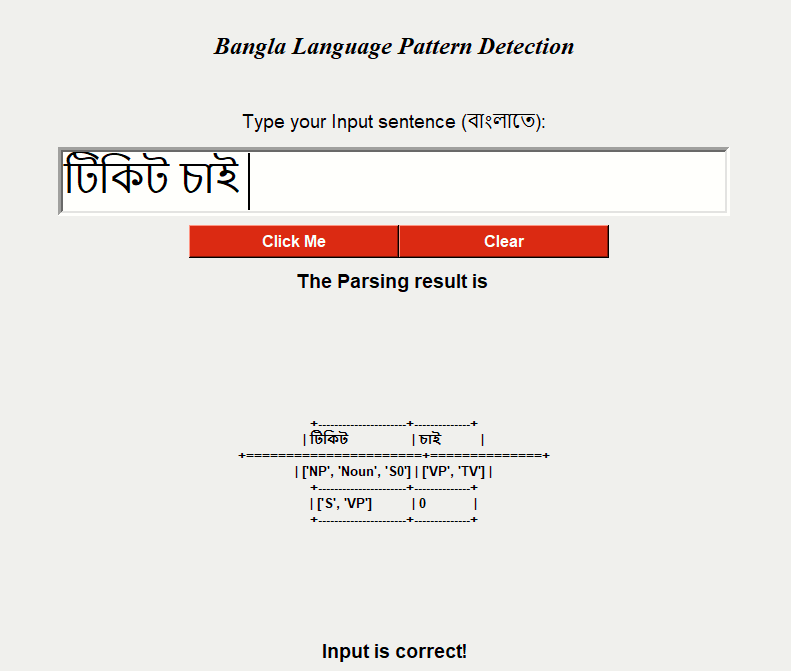 Bangla Language Pattern Detection
Type your Input sentence (বাংলাতে):
টিকিট চাই
Click Me Clear
The Parsing result is
+----------------------+--------------+
| টিকিট | চাই |
+======================+==============+
| ['NP', 'Noun', 'S0'] | ['VP', 'TV'] |
+----------------------+--------------+
| ['S', 'VP'] | 0 |
+----------------------+--------------+
Input is correct!